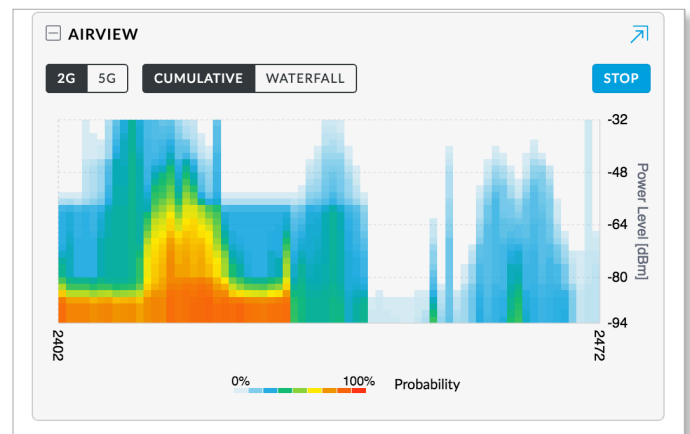 AIRVIEW
2G 5G CUMULATIVE WATERFALL STOP
-32
-48
-64
-80
-94
Power Level [dBm]
2402 2472
0% 100% Probability